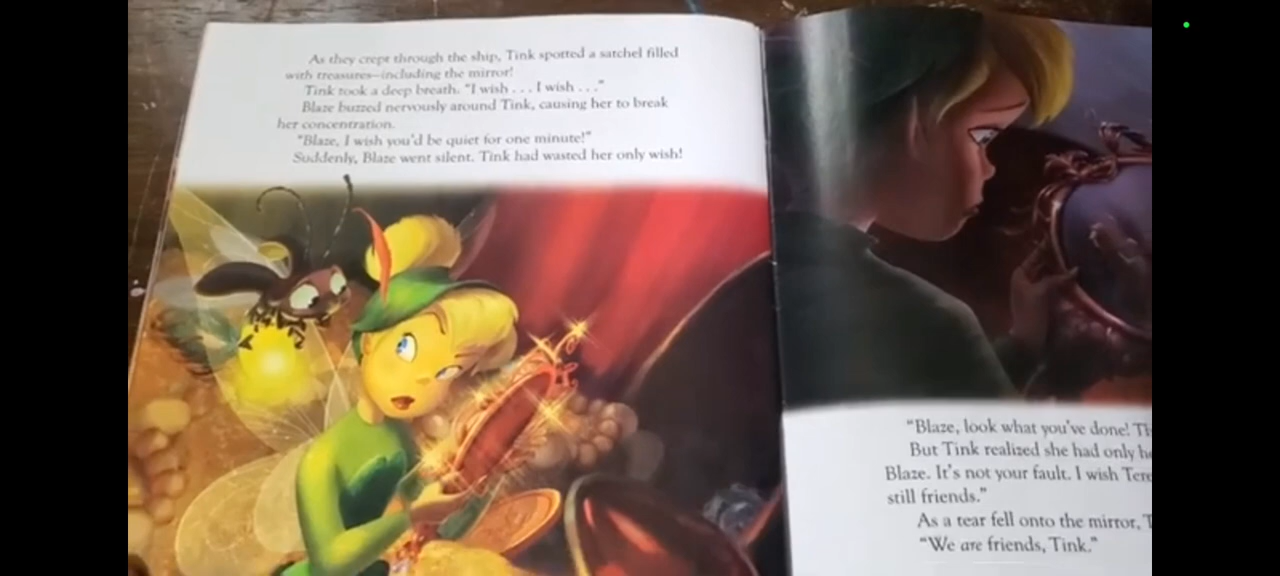 As they crept through the ship, Tink spotted a satchel filled
with treasures—including the mirror!
Tink took a deep breath. "I wish . . . I wish . . ."
Blaze buzzed nervously around Tink, causing her to break
her concentration.
"Blaze, I wish you'd be quiet for one minute!"
Suddenly, Blaze went silent. Tink had wasted her only wish!
"Blaze, look what you've done!
But Tink realized she had only
Blaze. It's not your fault. I wish
still friends."
As a tear fell onto the mirror,
"We are friends, Tink."